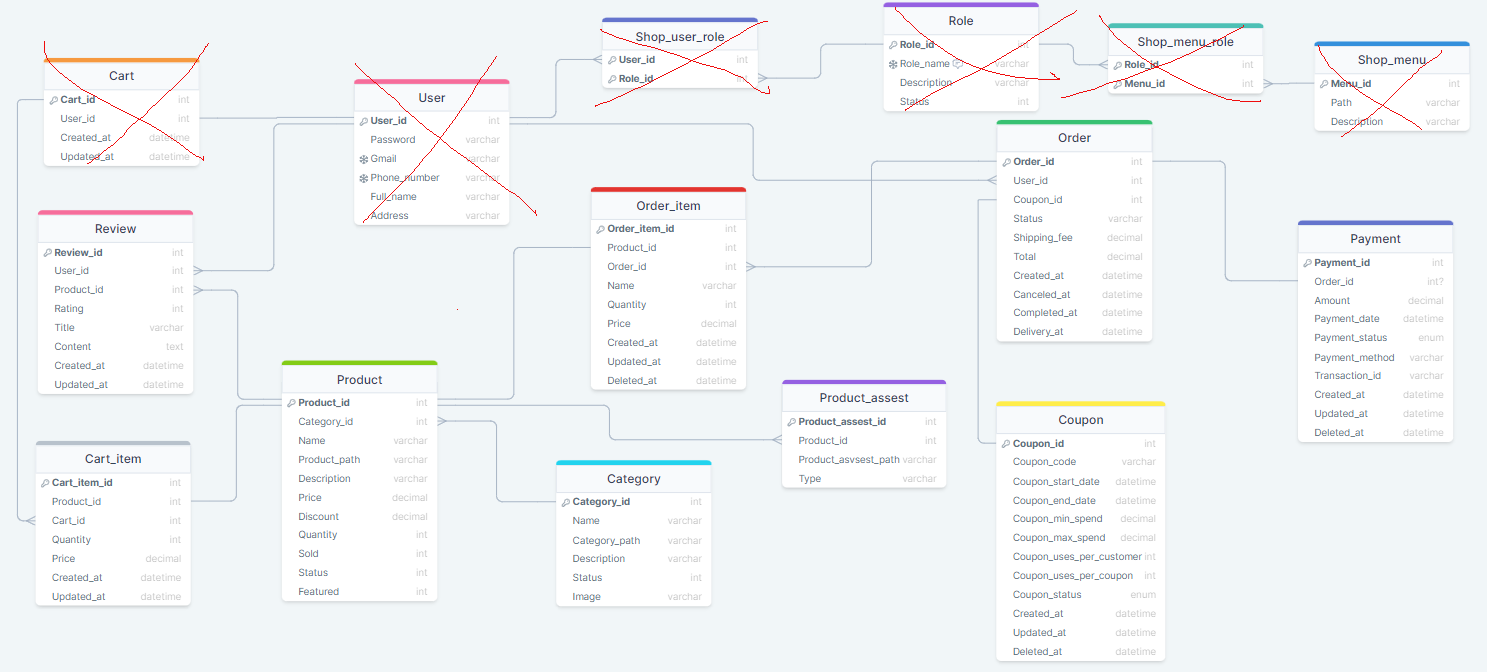 Cart
Cart_id int
User_id int
Created_at datetime
Updated_at datetime
User
User_id int
Password varchar
Gmail varchar
Phone_number varchar
Full_name varchar
Address varchar
Shop_user_role
User_id int
Role_id int
Role
Role_id int
Role_name varchar
Description varchar
Status int
Shop_menu_role
Role_id int
Menu_id int
Shop_menu
Menu_id int
Path varchar
Description varchar
Review
Review_id int
User_id int
Product_id int
Rating int
Title varchar
Content text
Created_at datetime
Updated_at datetime
Order_item
Order_item_id int
Product_id int
Order_id int
Name varchar
Quantity int
Price decimal
Created_at datetime
Updated_at datetime
Deleted_at datetime
Order
Order_id int
User_id int
Coupon_id int
Status varchar
Shipping_fee decimal
Total decimal
Created_at datetime
Canceled_at datetime
Completed_at datetime
Delivery_at datetime
Payment
Payment_id int
Order_id int?
Amount decimal
Payment_date datetime
Payment_status enum
Payment_method varchar
Transaction_id varchar
Created_at datetime
Updated_at datetime
Deleted_at datetime
Cart_item
Cart_item_id int
Product_id int
Cart_id int
Quantity int
Price decimal
Created_at datetime
Updated_at datetime
Product
Product_id int
Category_id int
Name varchar
Product_path varchar
Description varchar
Price decimal
Discount decimal
Quantity int
Sold int
Status int
Featured int
Category
Category_id int
Name varchar
Category_path varchar
Description varchar
Status int
Image varchar
Product_assest
Product_assest_id int
Product_id int
Product_asvsest_path varchar
Type varchar
Coupon
Coupon_id int
Coupon_code varchar
Coupon_start_date datetime
Coupon_end_date datetime
Coupon_min_spend decimal
Coupon_max_spend decimal
Coupon_uses_per_customer int
Coupon_uses_per_coupon int
Coupon_status enum
Created_at datetime
Updated_at datetime
Deleted_at datetime